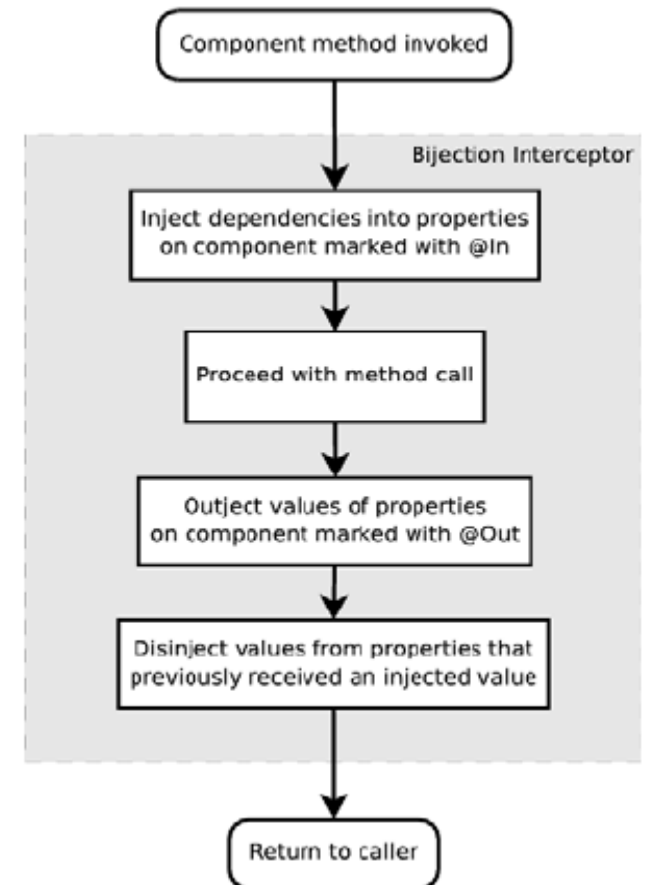 Component method invoked
Bijection Interceptor
Inject dependencies into properties
on component marked with @In
Proceed with method call
Outject values of properties
on component marked with @Out
Disinject values from properties that
previously received an injected value
Return to caller